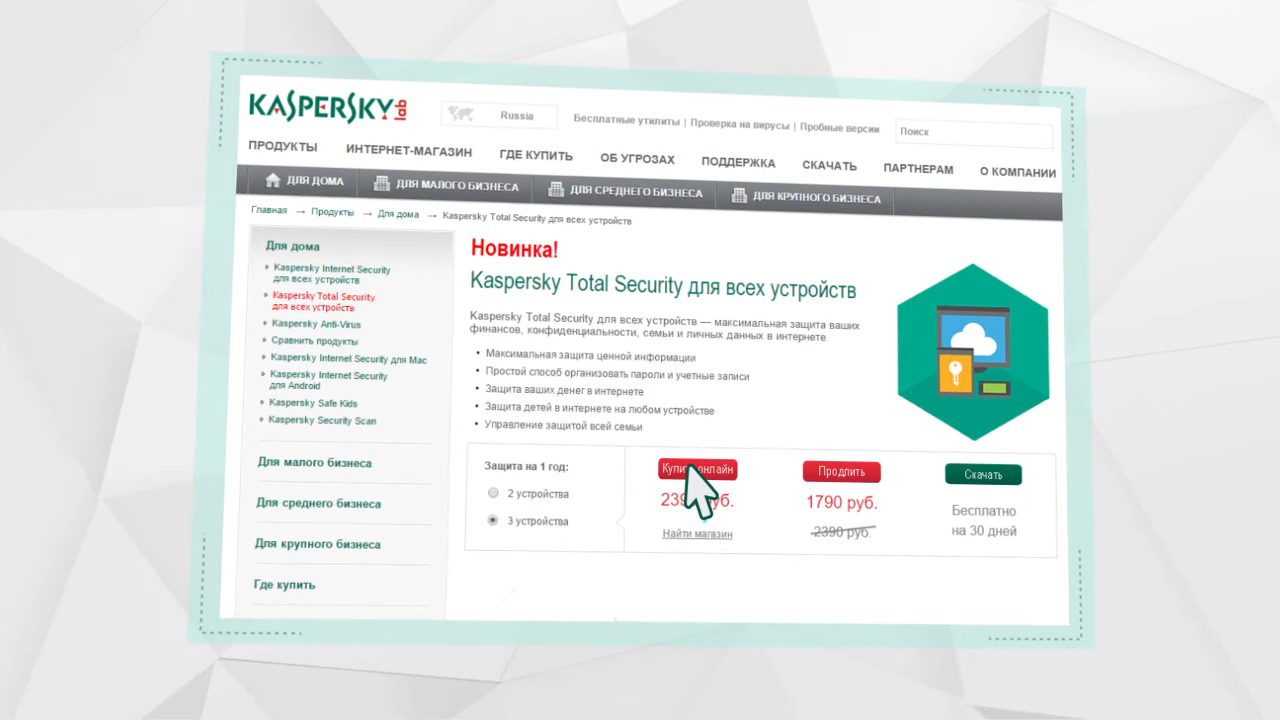 KASPERSKY lab
Russia
Бесплатные утилиты | Проверка на вирусы | Пробные версии
Поиск
ПРОДУКТЫ ИНТЕРНЕТ-МАГАЗИН ГДЕ КУПИТЬ ОБ УГРОЗАХ ПОДДЕРЖКА СКАЧАТЬ ПАРТНЕРАМ О КОМПАНИИ
ДЛЯ ДОМА ДЛЯ МАЛОГО БИЗНЕСА ДЛЯ СРЕДНЕГО БИЗНЕСА ДЛЯ КРУПНОГО БИЗНЕСА
Главная → Продукты → Для дома → Kaspersky Total Security для всех устройств
Для дома
Kaspersky Internet Security
для всех устройств
Kaspersky Total Security
для всех устройств
Kaspersky Anti-Virus
Сравнить продукты
Kaspersky Internet Security для Mac
Kaspersky Internet Security
для Android
Kaspersky Safe Kids
Kaspersky Security Scan
Для малого бизнеса
Для среднего бизнеса
Для крупного бизнеса
Где купить
Новинка!
Kaspersky Total Security для всех устройств
Kaspersky Total Security для всех устройств — максимальная защита ваших
финансов, конфиденциальности, семьи и личных данных в интернете.
• Максимальная защита ценной информации
• Простой способ организовать пароли и учетные записи
• Защита ваших денег в интернете
• Защита детей в интернете на любом устройстве
• Управление защитой всей семьи
Защита на 1 год:
2 устройства
3 устройства
онлайн
Найти магазин
Продлить
1790 руб.
2390 руб.
Скачать
Бесплатно
на 30 дней